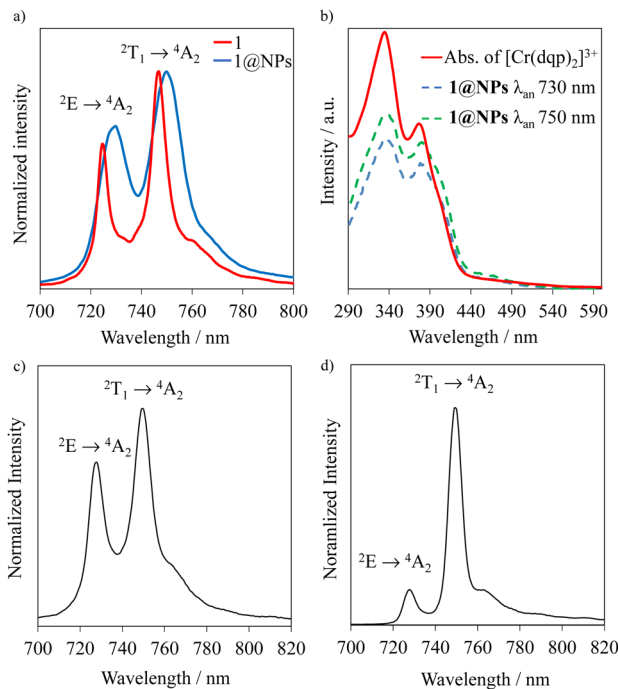 a)
²T₁ → ⁴A₂
1
1@NPs
²E → ⁴A₂
Normalized intensity
700 720 740 760 780 800
Wavelength / nm
b)
Abs. of [Cr(dqp)₂]³⁺
1@NPs λan 730 nm
1@NPs λan 750 nm
Intensity / a.u.
290 340 390 440 490 540 590
Wavelength / nm
c)
²T₁ → ⁴A₂
²E → ⁴A₂
Normalized Intensity
700 720 740 760 780 800 820
Wavelength / nm
d)
²T₁ → ⁴A₂
²E → ⁴A₂
Noramlized Intensity
700 720 740 760 780 800 820
Wavelength / nm